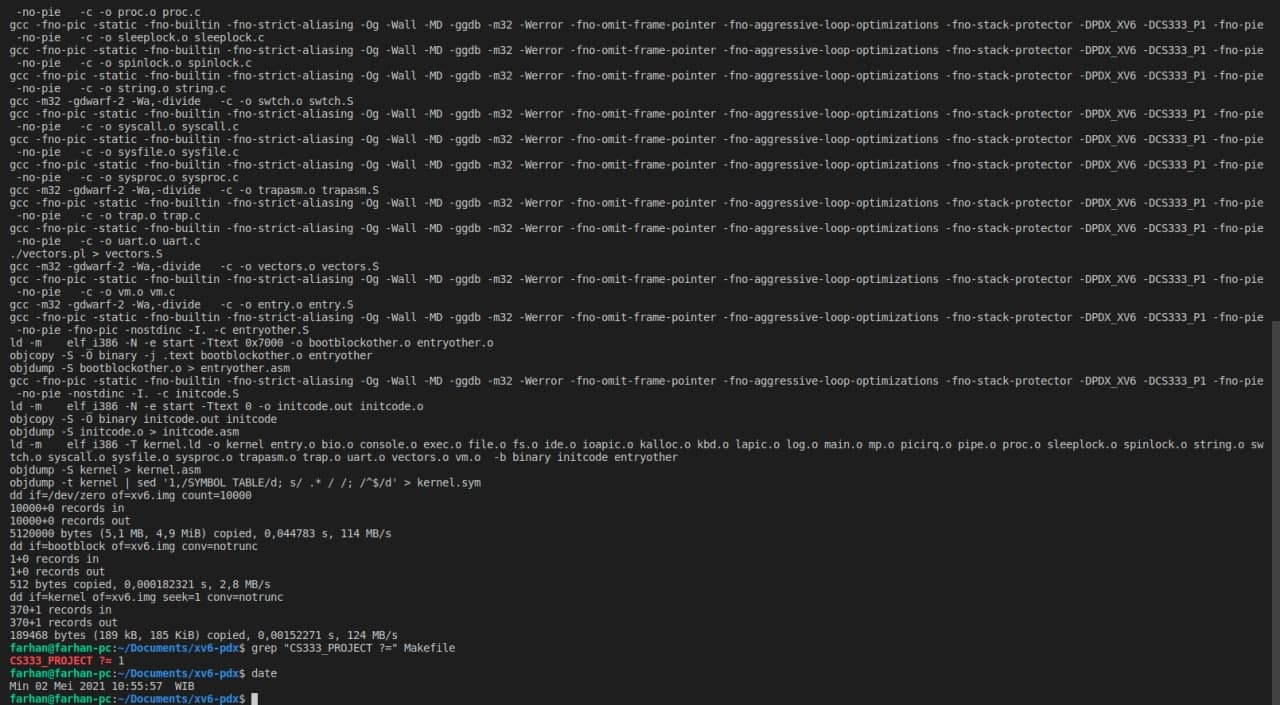 -no-pie   -c -o proc.o proc.c
gcc -fno-pic -static -fno-builtin -fno-strict-aliasing -Og -Wall -MD -ggdb -m32 -Werror -fno-omit-frame-pointer -fno-aggressive-loop-optimizations -fno-stack-protector -DPDX_XV6 -DCS333_P1 -fno-pie
 -no-pie   -c -o sleeplock.o sleeplock.c
gcc -fno-pic -static -fno-builtin -fno-strict-aliasing -Og -Wall -MD -ggdb -m32 -Werror -fno-omit-frame-pointer -fno-aggressive-loop-optimizations -fno-stack-protector -DPDX_XV6 -DCS333_P1 -fno-pie
 -no-pie   -c -o spinlock.o spinlock.c
gcc -fno-pic -static -fno-builtin -fno-strict-aliasing -Og -Wall -MD -ggdb -m32 -Werror -fno-omit-frame-pointer -fno-aggressive-loop-optimizations -fno-stack-protector -DPDX_XV6 -DCS333_P1 -fno-pie
 -no-pie   -c -o string.o string.c
gcc -m32 -gdwarf-2 -Wa,-divide   -c -o swtch.o swtch.S
gcc -fno-pic -static -fno-builtin -fno-strict-aliasing -Og -Wall -MD -ggdb -m32 -Werror -fno-omit-frame-pointer -fno-aggressive-loop-optimizations -fno-stack-protector -DPDX_XV6 -DCS333_P1 -fno-pie
 -no-pie   -c -o syscall.o syscall.c
gcc -fno-pic -static -fno-builtin -fno-strict-aliasing -Og -Wall -MD -ggdb -m32 -Werror -fno-omit-frame-pointer -fno-aggressive-loop-optimizations -fno-stack-protector -DPDX_XV6 -DCS333_P1 -fno-pie
 -no-pie   -c -o sysfile.o sysfile.c
gcc -fno-pic -static -fno-builtin -fno-strict-aliasing -Og -Wall -MD -ggdb -m32 -Werror -fno-omit-frame-pointer -fno-aggressive-loop-optimizations -fno-stack-protector -DPDX_XV6 -DCS333_P1 -fno-pie
 -no-pie   -c -o sysproc.o sysproc.c
gcc -m32 -gdwarf-2 -Wa,-divide   -c -o trapasm.o trapasm.S
gcc -fno-pic -static -fno-builtin -fno-strict-aliasing -Og -Wall -MD -ggdb -m32 -Werror -fno-omit-frame-pointer -fno-aggressive-loop-optimizations -fno-stack-protector -DPDX_XV6 -DCS333_P1 -fno-pie
 -no-pie   -c -o trap.o trap.c
gcc -fno-pic -static -fno-builtin -fno-strict-aliasing -Og -Wall -MD -ggdb -m32 -Werror -fno-omit-frame-pointer -fno-aggressive-loop-optimizations -fno-stack-protector -DPDX_XV6 -DCS333_P1 -fno-pie
 -no-pie   -c -o uart.o uart.c
./vectors.pl > vectors.S
gcc -m32 -gdwarf-2 -Wa,-divide   -c -o vectors.o vectors.S
gcc -fno-pic -static -fno-builtin -fno-strict-aliasing -Og -Wall -MD -ggdb -m32 -Werror -fno-omit-frame-pointer -fno-aggressive-loop-optimizations -fno-stack-protector -DPDX_XV6 -DCS333_P1 -fno-pie
 -no-pie   -c -o vm.o vm.c
gcc -m32 -gdwarf-2 -Wa,-divide   -c -o entry.o entry.S
gcc -fno-pic -static -fno-builtin -fno-strict-aliasing -Og -Wall -MD -ggdb -m32 -Werror -fno-omit-frame-pointer -fno-aggressive-loop-optimizations -fno-stack-protector -DPDX_XV6 -DCS333_P1 -fno-pie
 -no-pie -fno-pic -nostdinc -I. -c entryother.S
ld -m    elf_i386 -N -e start -Ttext 0x7000 -o bootblockother.o entryother.o
objcopy -S -O binary -j .text bootblockother.o entryother
objdump -S bootblockother.o > entryother.asm
gcc -fno-pic -static -fno-builtin -fno-strict-aliasing -Og -Wall -MD -ggdb -m32 -Werror -fno-omit-frame-pointer -fno-aggressive-loop-optimizations -fno-stack-protector -DPDX_XV6 -DCS333_P1 -fno-pie
 -no-pie -nostdinc -I. -c initcode.S
ld -m    elf_i386 -N -e start -Ttext 0 -o initcode.out initcode.o
objcopy -S -O binary initcode.out initcode
objdump -S initcode.o > initcode.asm
ld -m    elf_i386 -T kernel.ld -o kernel entry.o bio.o console.o exec.o file.o fs.o ide.o ioapic.o kalloc.o kbd.o lapic.o log.o main.o mp.o picirq.o pipe.o proc.o sleeplock.o spinlock.o string.o sw
tch.o syscall.o sysfile.o sysproc.o trapasm.o trap.o uart.o vectors.o vm.o  -b binary initcode entryother
objdump -S kernel > kernel.asm
objdump -t kernel | sed '1,/SYMBOL TABLE/d; s/ .* / /; /^$/d' > kernel.sym
dd if=/dev/zero of=xv6.img count=10000
10000+0 records in
10000+0 records out
5120000 bytes (5,1 MB, 4,9 MiB) copied, 0,044783 s, 114 MB/s
dd if=bootblock of=xv6.img conv=notrunc
1+0 records in
1+0 records out
512 bytes copied, 0,000182321 s, 2,8 MB/s
dd if=kernel of=xv6.img seek=1 conv=notrunc
370+1 records in
370+1 records out
189468 bytes (189 kB, 185 KiB) copied, 0,00152271 s, 124 MB/s
farhan@farhan-pc:~/Documents/xv6-pdx$ grep "CS333_PROJECT ?=" Makefile
CS333_PROJECT ?= 1
farhan@farhan-pc:~/Documents/xv6-pdx$ date
Min 02 Mei 2021 10:55:57  WIB
farhan@farhan-pc:~/Documents/xv6-pdx$